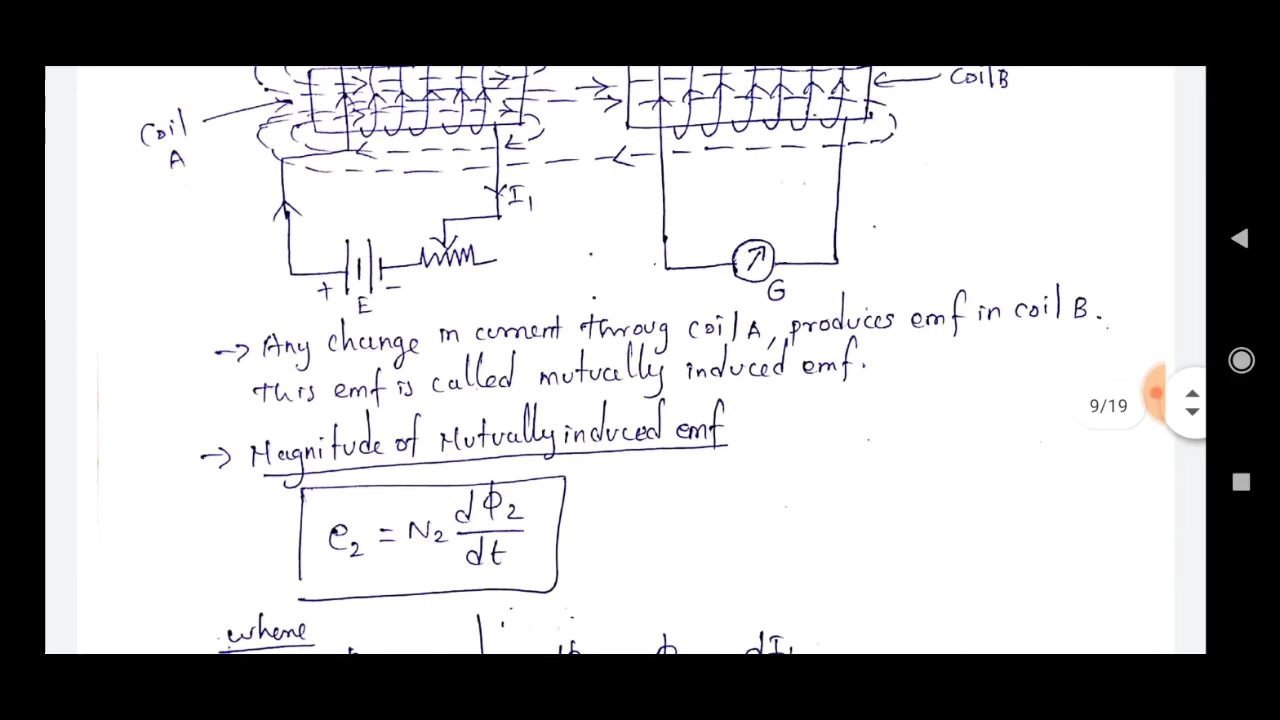 Coil B
Coil
A
I1
+ E -
G
→ Any change in current throug coil A, produces emf in coil B.
this emf is called mutually induced emf.
9/19
→ Magnitude of Mutually induced emf
e2 = N2 dϕ2/dt
where
dI1